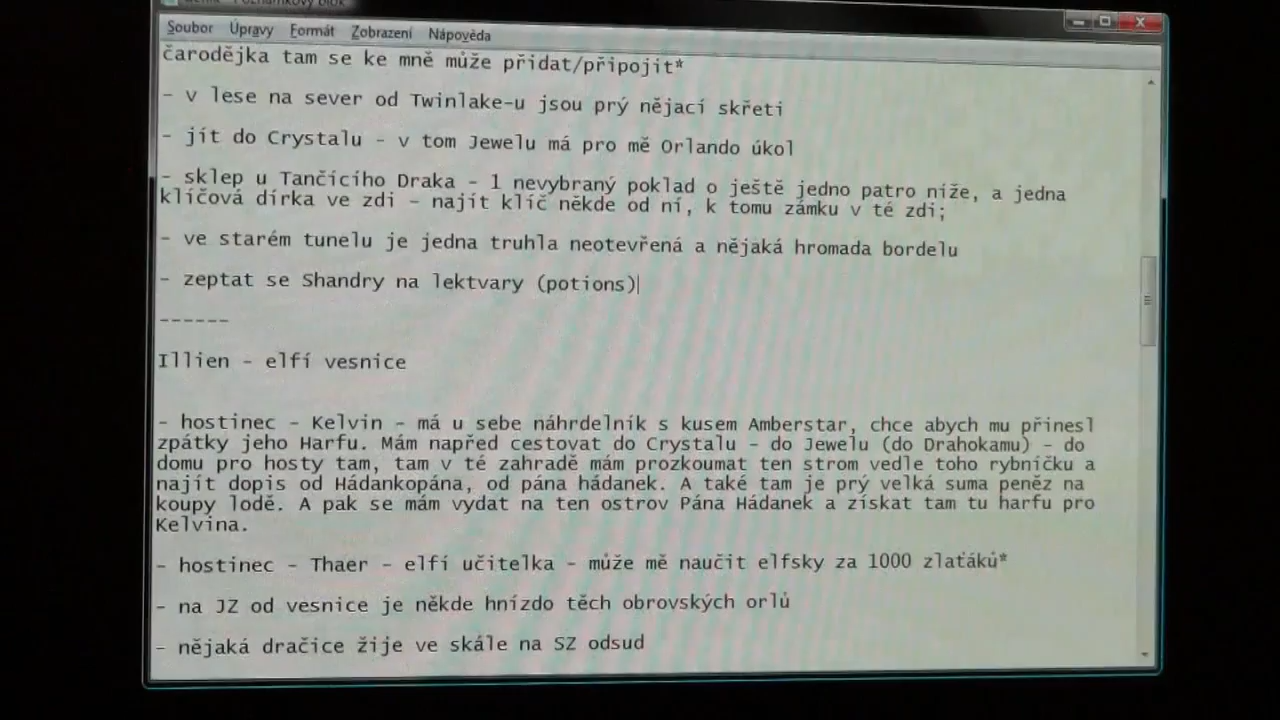 Poznámkový blok
Soubor Úpravy Formát Zobrazení Nápověda
čarodějka tam se ke mně může přidat/připojit*
- v lese na sever od Twinlake-u jsou prý nějací skřeti
- jít do Crystalu - v tom Jewelu má pro mě Orlando úkol
- sklep u Tančícího Draka - 1 nevybraný poklad o ještě jedno patro níže, a jedna
klíčová dírka ve zdi - najít klíč někde od ní, k tomu zámku v té zdi;
- ve starém tunelu je jedna truhla neotevřená a nějaká hromada bordelu
- zeptat se Shandry na lektvary (potions)
------
Illien - elfí vesnice
- hostinec - Kelvin - má u sebe náhrdelník s kusem Amberstar, chce abych mu přinesl
zpátky jeho Harfu. Mám napřed cestovat do Crystalu - do Jewelu (do Drahokamu) - do
domu pro hosty tam, tam v té zahradě mám prozkoumat ten strom vedle toho rybníčku a
najít dopis od Hádankopána, od pána hádanek. A také tam je prý velká suma peněz na
koupy lodě. A pak se mám vydat na ten ostrov Pána Hádanek a získat tam tu harfu pro
Kelvina.
- hostinec - Thaer - elfí učitelka - může mě naučit elfsky za 1000 zlaťáků*
- na JZ od vesnice je někde hnízdo těch obrovských orlů
- nějaká dračice žije ve skále na SZ odsud